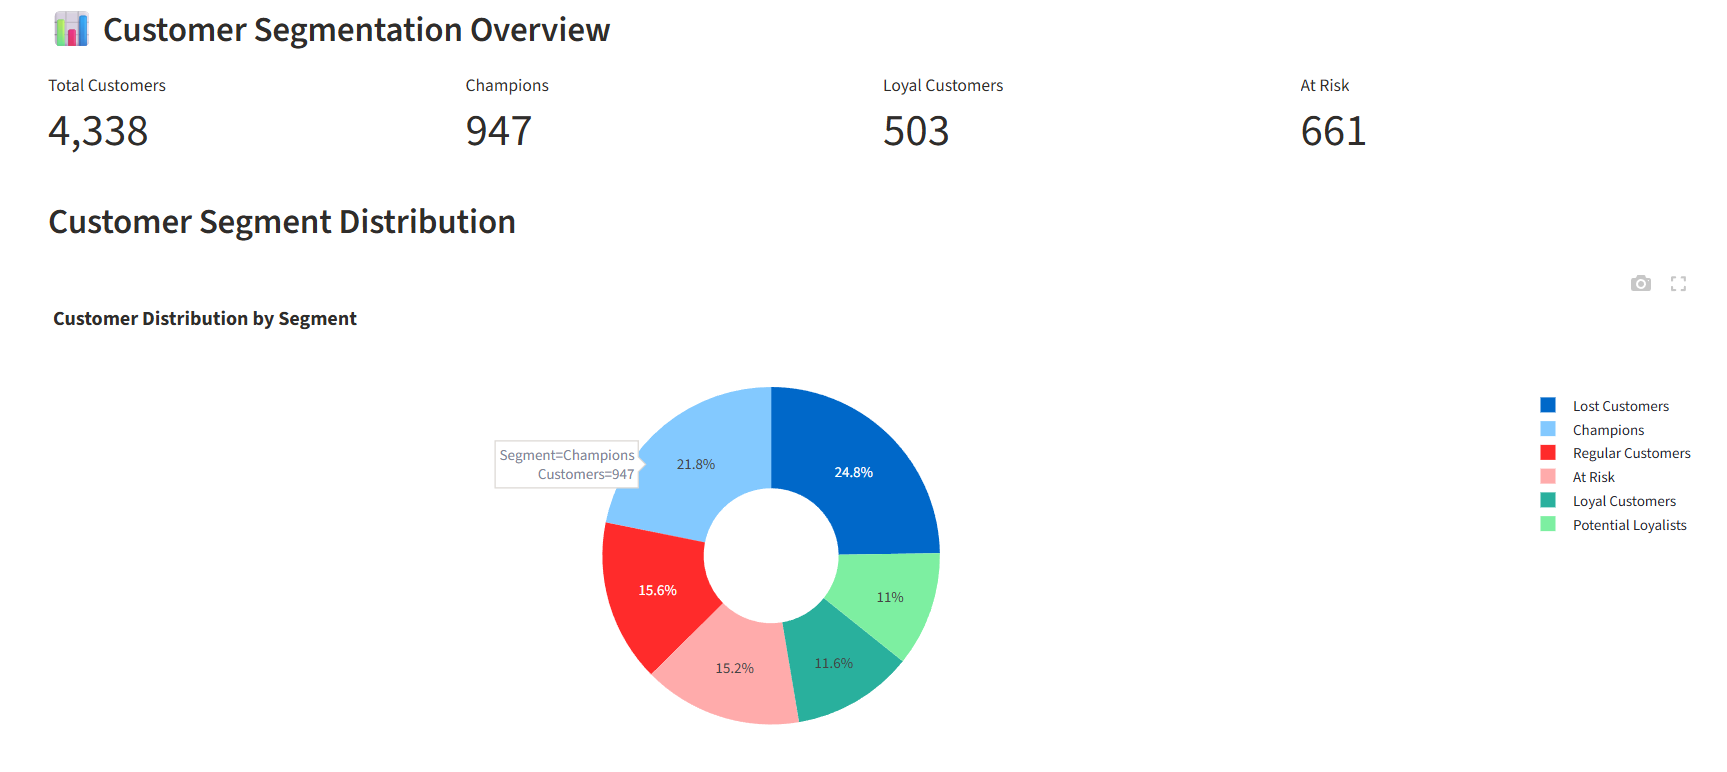 Customer Segmentation Overview
Total Customers
4,338
Champions
947
Loyal Customers
503
At Risk
661
Customer Segment Distribution
Customer Distribution by Segment
Segment=Champions
Customers=947
21.8%
24.8%
15.6%
11%
15.2%
11.6%
Lost Customers
Champions
Regular Customers
At Risk
Loyal Customers
Potential Loyalists